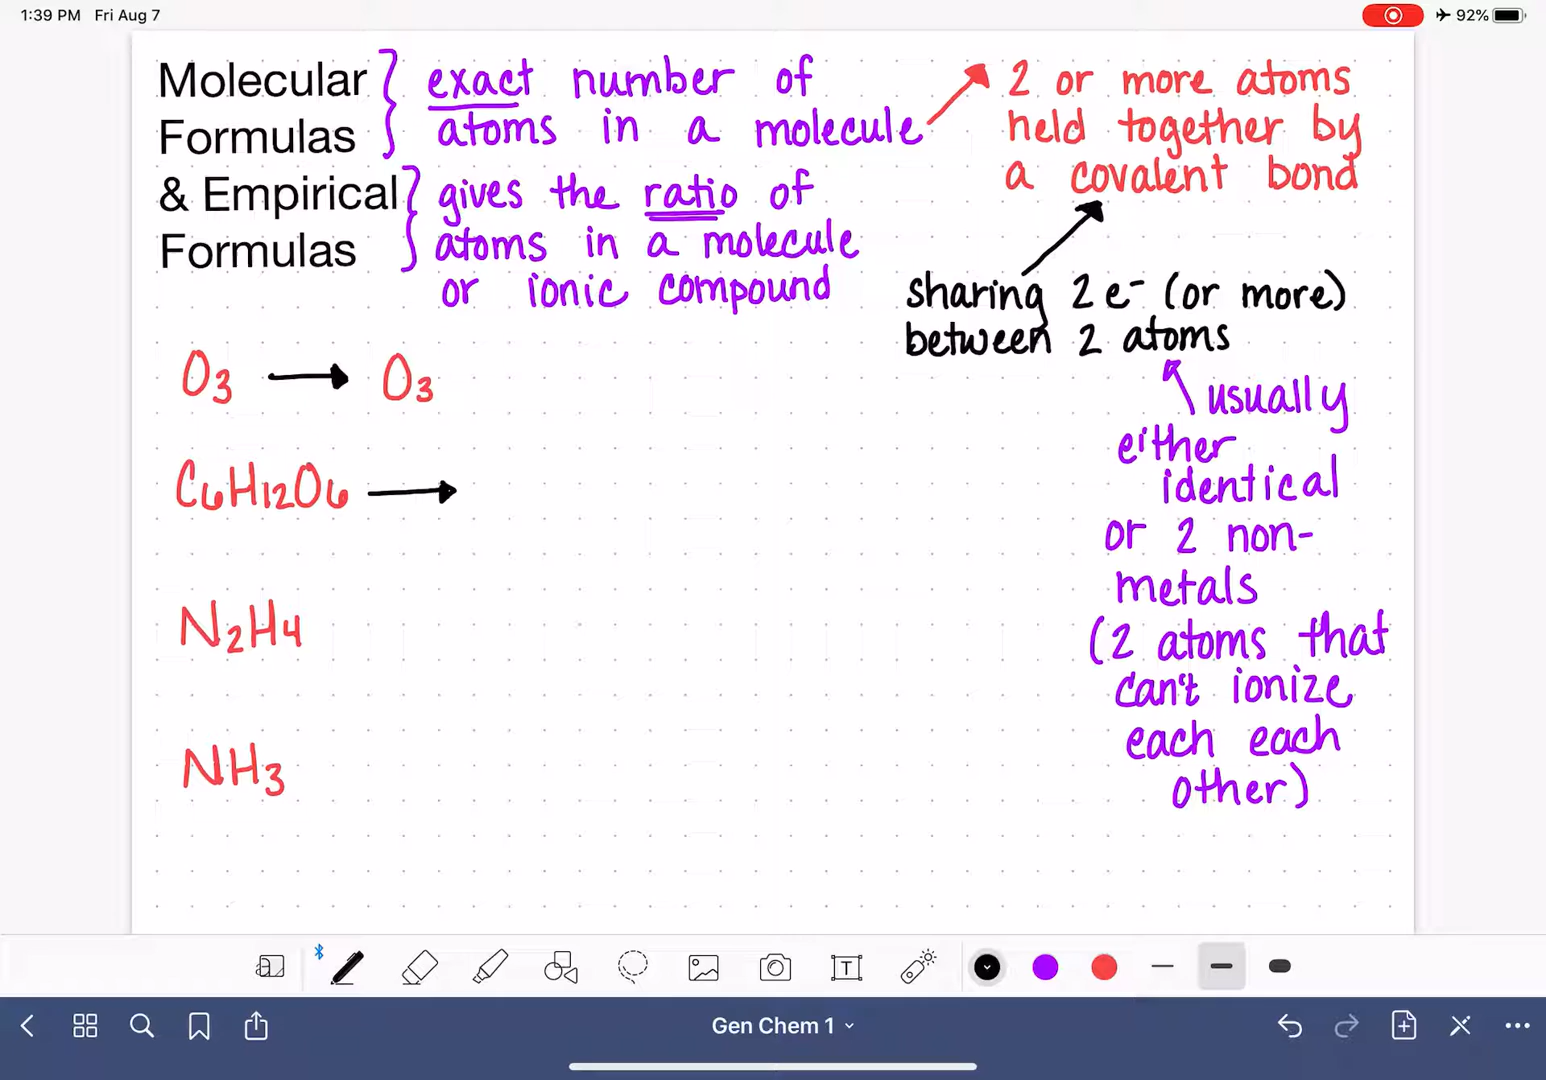 1:39 PM Fri Aug 7
92%
Molecular
Formulas
& Empirical
Formulas
exact number of
atoms in a molecule
gives the ratio of
atoms in a molecule
or ionic compound
2 or more atoms
held together by
a covalent bond
sharing 2 e⁻ (or more)
between 2 atoms
usually
either
identical
or 2 non-
metals
(2 atoms that
can't ionize
each each
other)
O₃ → O₃
C₆H₁₂O₆ →
N₂H₄
NH₃
Gen Chem 1